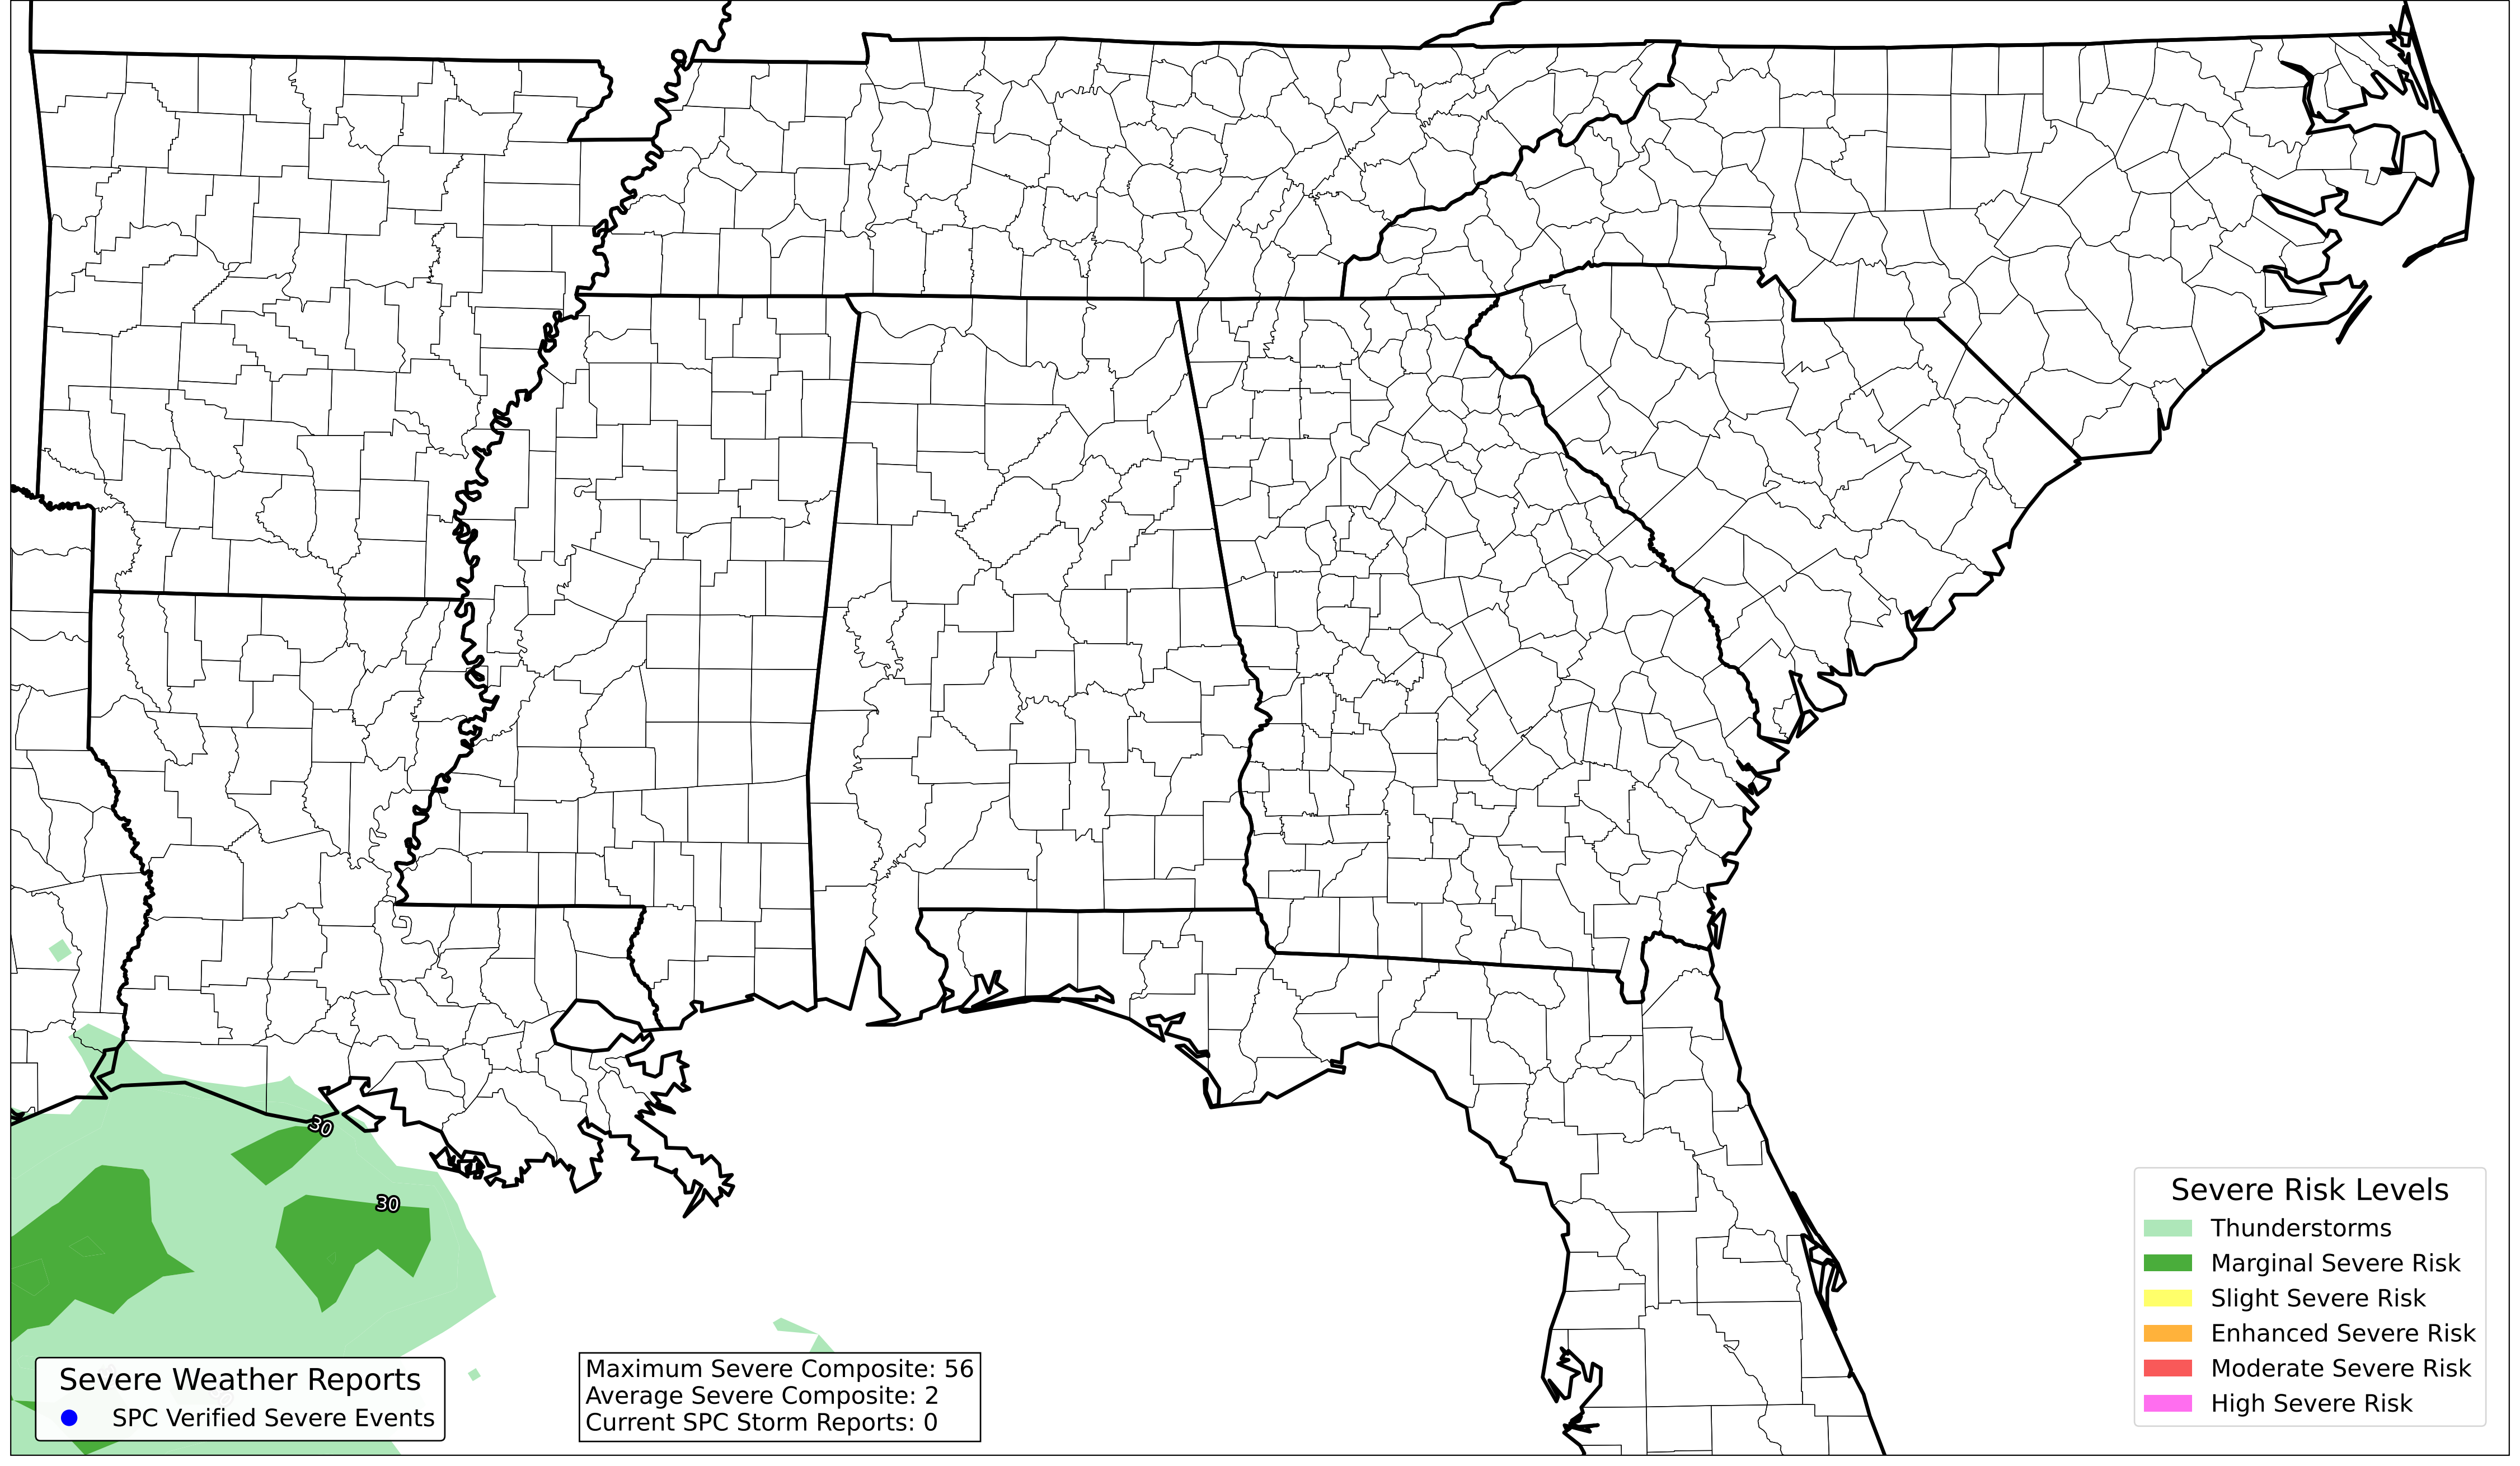 30
30
Severe Weather Reports
SPC Verified Severe Events
Maximum Severe Composite: 56
Average Severe Composite: 2
Current SPC Storm Reports: 0
Severe Risk Levels
Thunderstorms
Marginal Severe Risk
Slight Severe Risk
Enhanced Severe Risk
Moderate Severe Risk
High Severe Risk